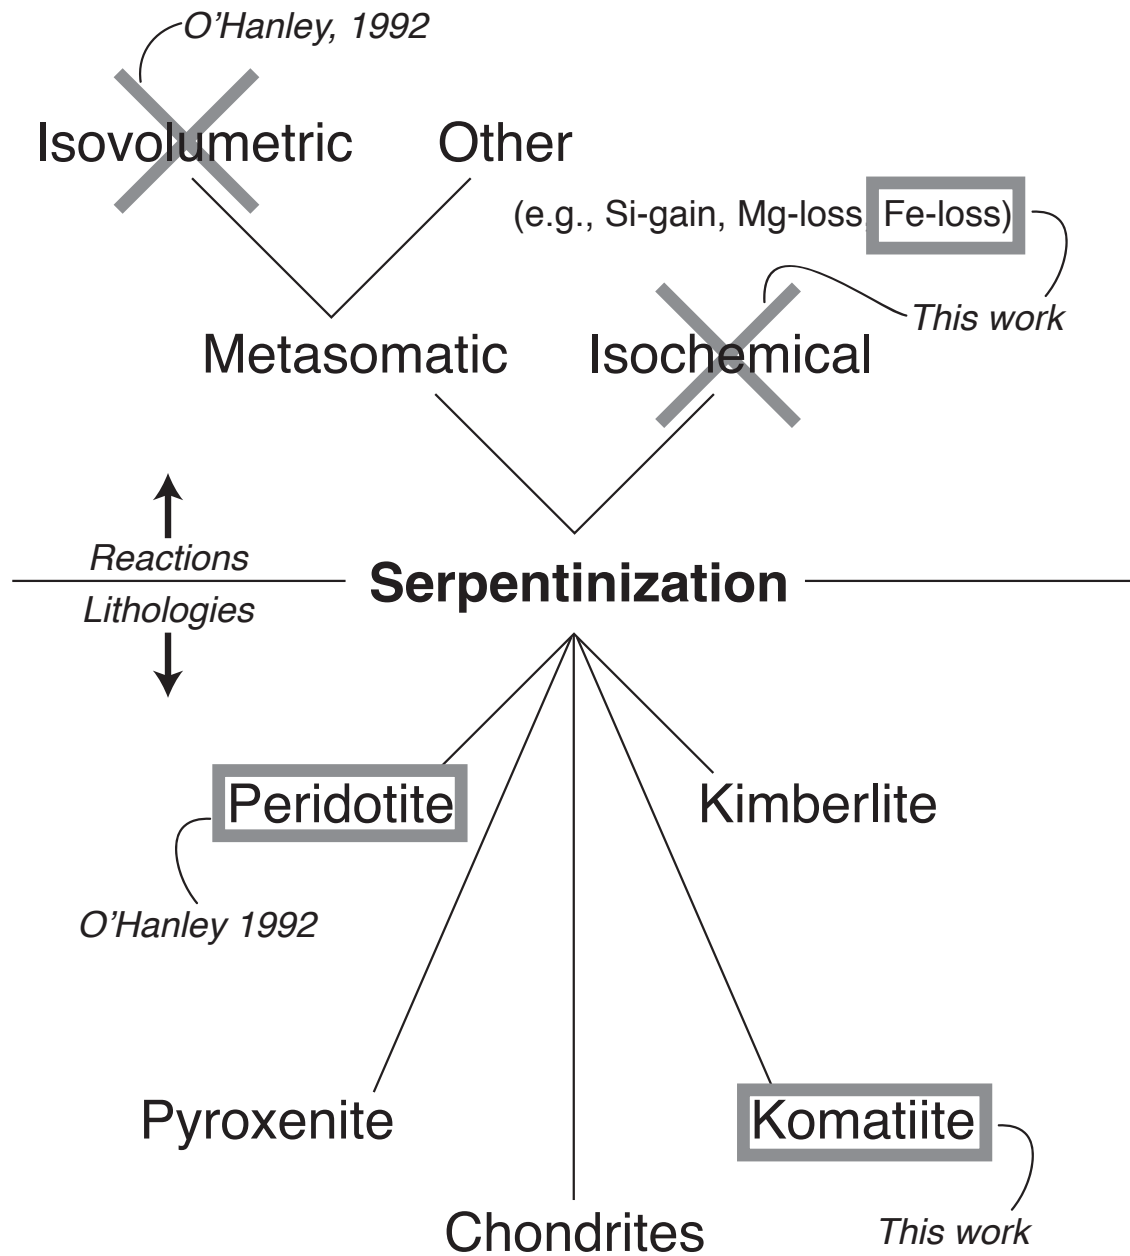 O’Hanley, 1992
Isovolumetric Other
(e.g., Si-gain, Mg-loss, Fe-loss)
This work
Metasomatic Isochemical
Reactions
Serpentinization
Lithologies
Peridotite Kimberlite
O’Hanley 1992
Pyroxenite Komatiite
Chondrites This work